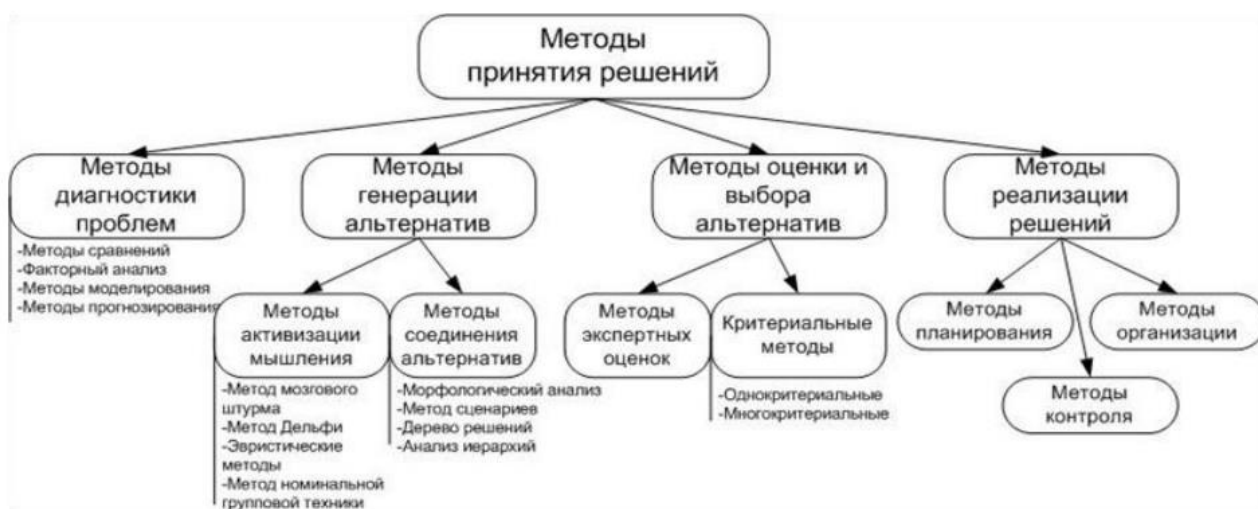 Методы
принятия решений
Методы
диагностики
проблем
-Методы сравнений
-Факторный анализ
-Методы моделирования
-Методы прогнозирования
Методы
генерации
альтернатив
Методы
активизации
мышления
-Метод мозгового
штурма
-Метод Дельфи
-Эвристические
методы
-Метод номинальной
групповой техники
Методы
соединения
альтернатив
-Морфологический анализ
-Метод сценариев
-Дерево решений
-Анализ иерархий
Методы оценки и
выбора
альтернатив
Методы
экспертных
оценок
Критериальные
методы
-Однокритериальные
-Многокритериальные
Методы
реализации
решений
Методы
планирования
Методы
организации
Методы
контроля